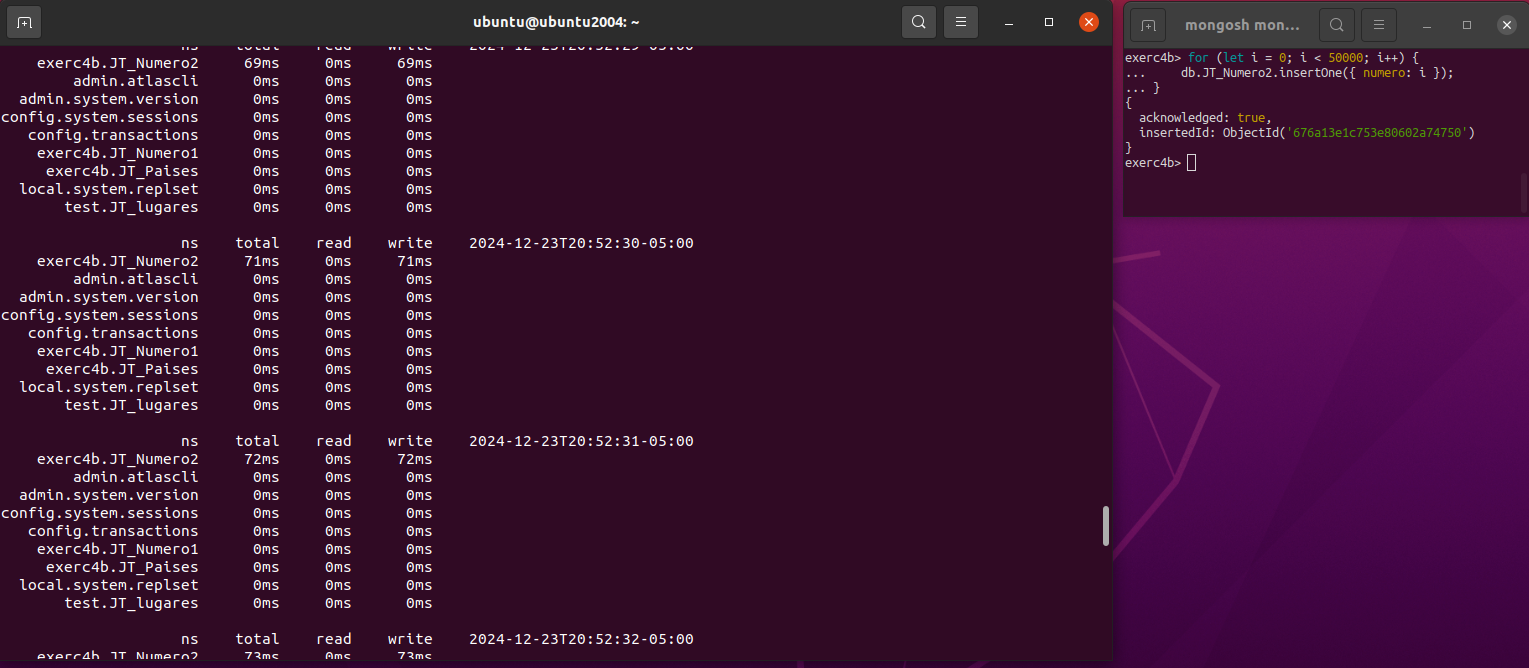 ubuntu@ubuntu2004: ~
ns total read write 2024-12-23T20:52:29-05:00
exerc4b.JT_Numero2 69ms 0ms 69ms
admin.atlascli 0ms 0ms 0ms
admin.system.version 0ms 0ms 0ms
config.system.sessions 0ms 0ms 0ms
config.transactions 0ms 0ms 0ms
exerc4b.JT_Numero1 0ms 0ms 0ms
exerc4b.JT_Paises 0ms 0ms 0ms
local.system.replset 0ms 0ms 0ms
test.JT_lugares 0ms 0ms 0ms
ns total read write 2024-12-23T20:52:30-05:00
exerc4b.JT_Numero2 71ms 0ms 71ms
admin.atlascli 0ms 0ms 0ms
admin.system.version 0ms 0ms 0ms
config.system.sessions 0ms 0ms 0ms
config.transactions 0ms 0ms 0ms
exerc4b.JT_Numero1 0ms 0ms 0ms
exerc4b.JT_Paises 0ms 0ms 0ms
local.system.replset 0ms 0ms 0ms
test.JT_lugares 0ms 0ms 0ms
ns total read write 2024-12-23T20:52:31-05:00
exerc4b.JT_Numero2 72ms 0ms 72ms
admin.atlascli 0ms 0ms 0ms
admin.system.version 0ms 0ms 0ms
config.system.sessions 0ms 0ms 0ms
config.transactions 0ms 0ms 0ms
exerc4b.JT_Numero1 0ms 0ms 0ms
exerc4b.JT_Paises 0ms 0ms 0ms
local.system.replset 0ms 0ms 0ms
test.JT_lugares 0ms 0ms 0ms
ns total read write 2024-12-23T20:52:32-05:00
exerc4b.JT_Numero2 73ms 0ms 73ms
mongosh mon...
exerc4b> for (let i = 0; i < 50000; i++) {
... db.JT_Numero2.insertOne({ numero: i });
... }
{
acknowledged: true,
insertedId: ObjectId('676a13e1c753e80602a74750')
}
exerc4b>